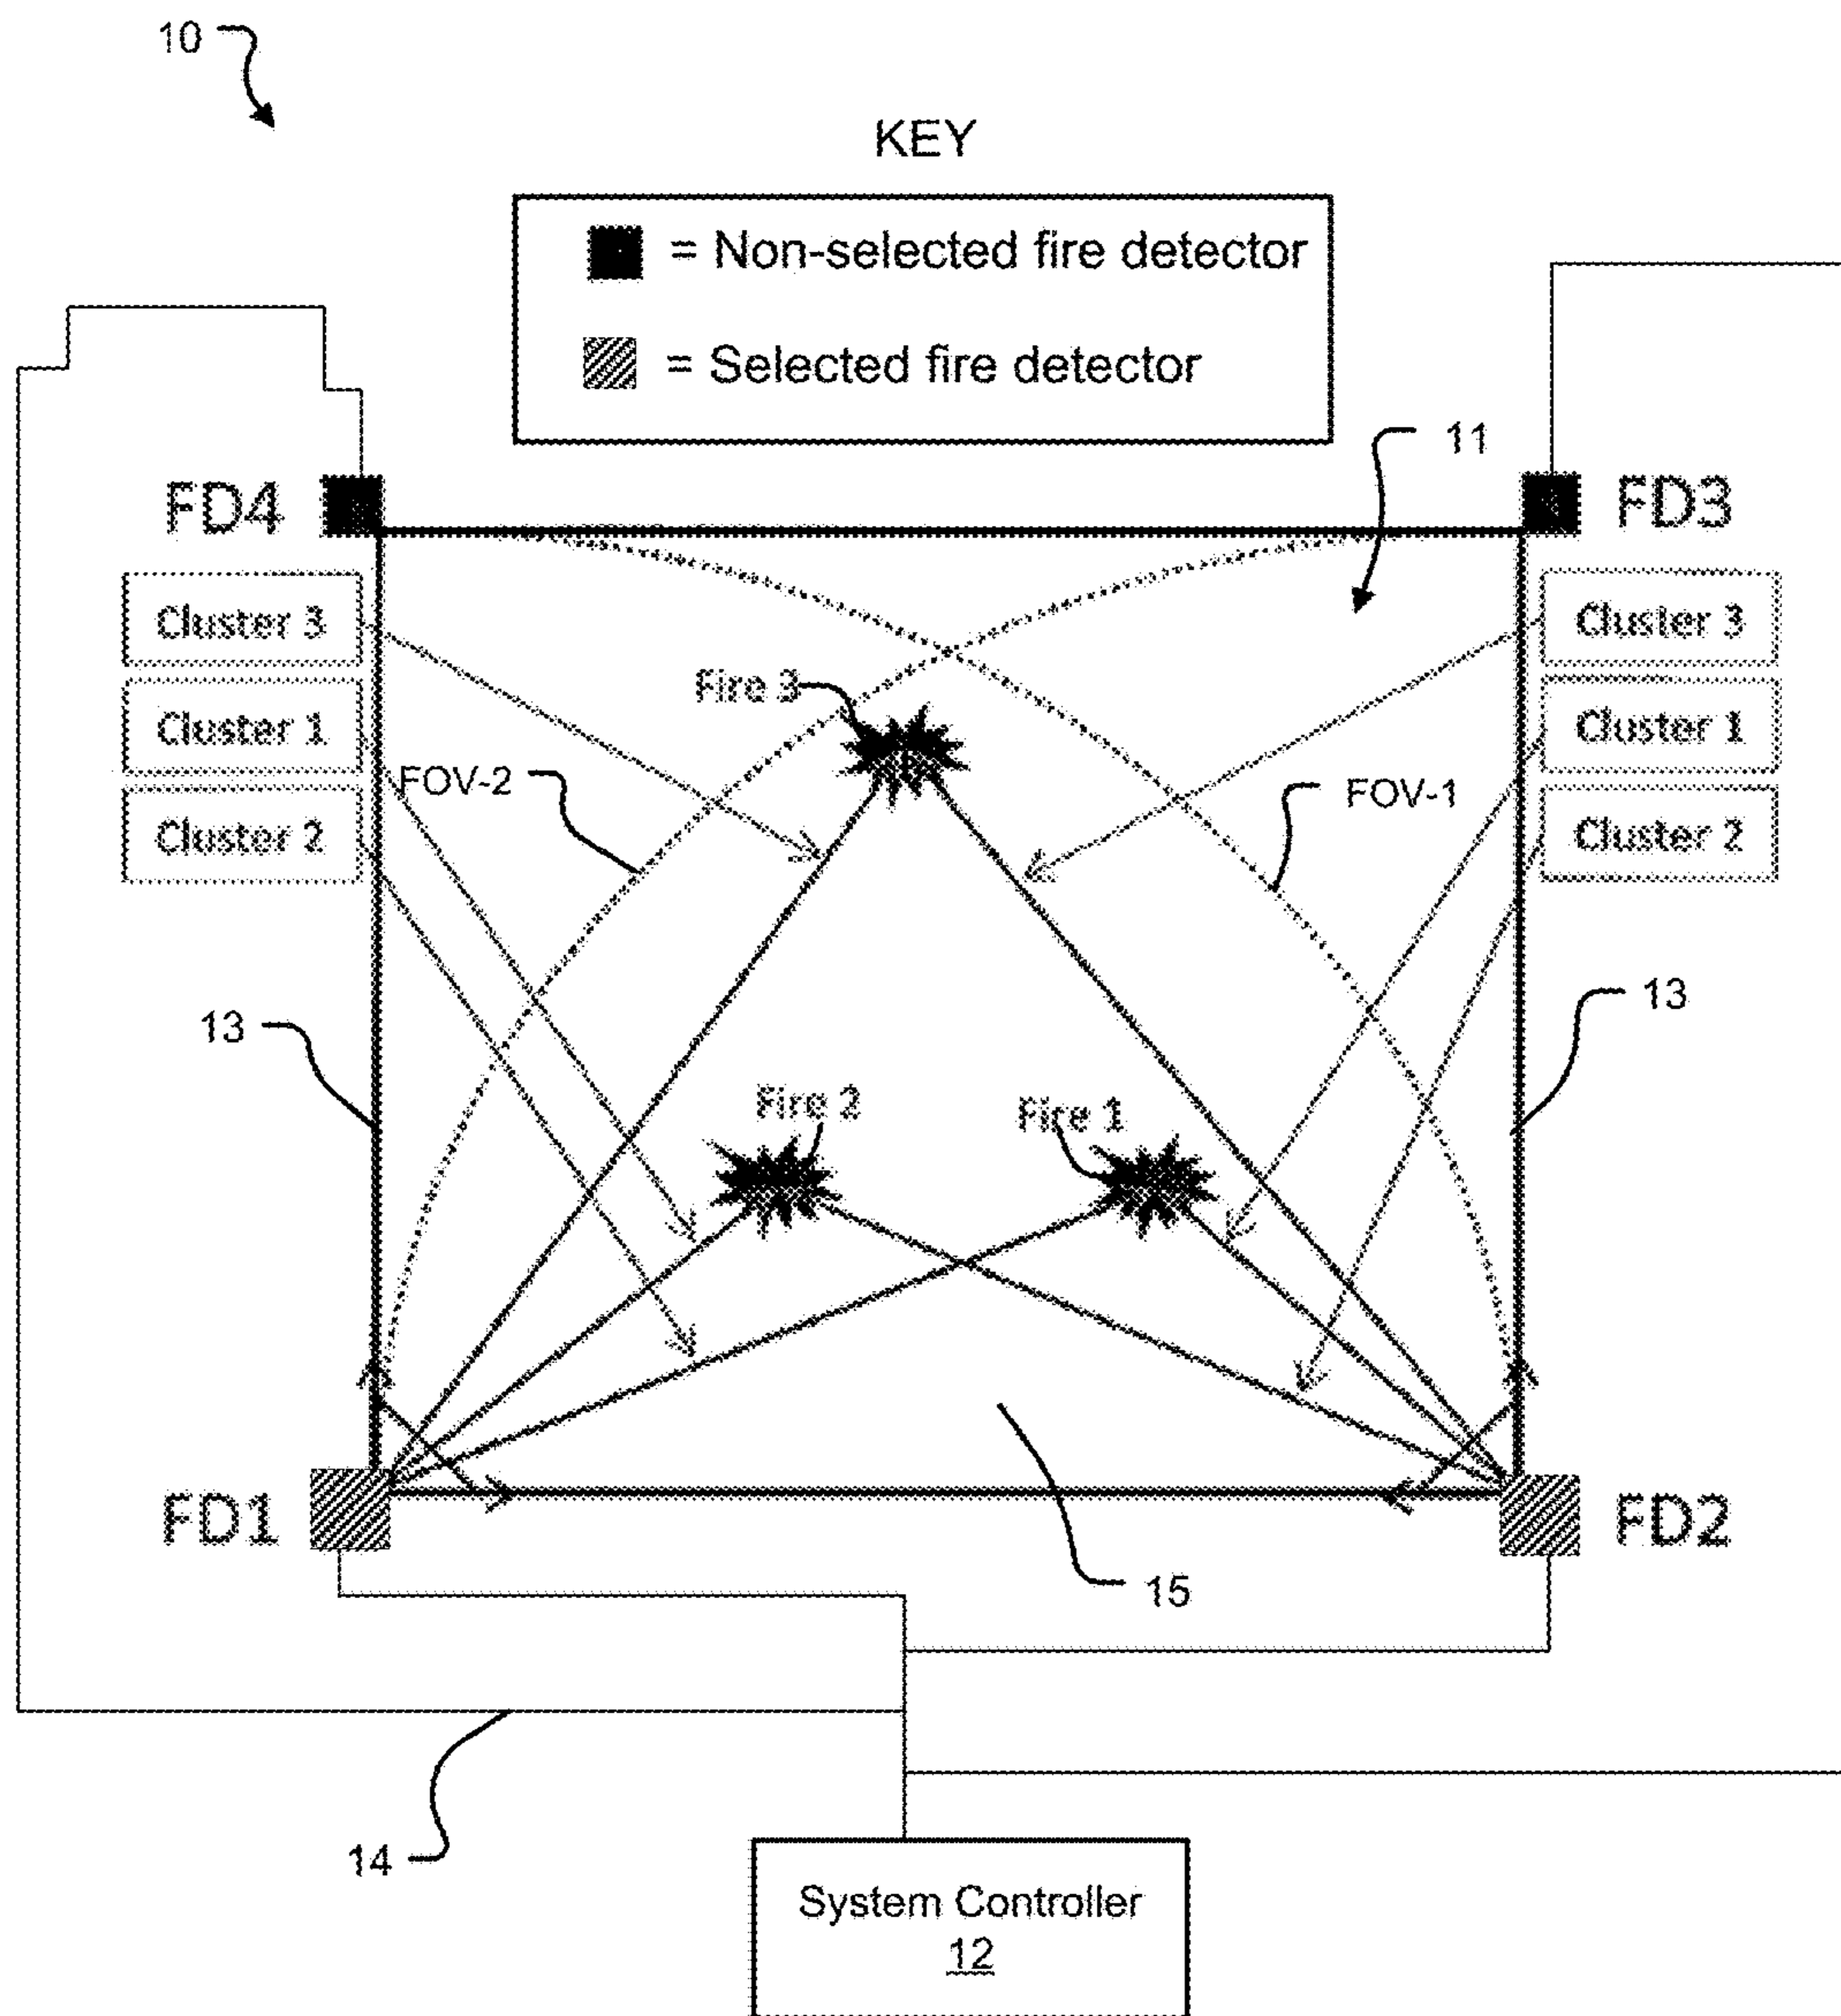 10
KEY
= Non-selected fire detector
= Selected fire detector
11
FD4
FD3
Cluster 3
Cluster 3
Fire 3
Cluster 1
Cluster 1
FOV-2
FOV-1
Cluster 2
Cluster 2
13
13
Fire 2
Fire 1
FD1
FD2
15
14
System Controller
12